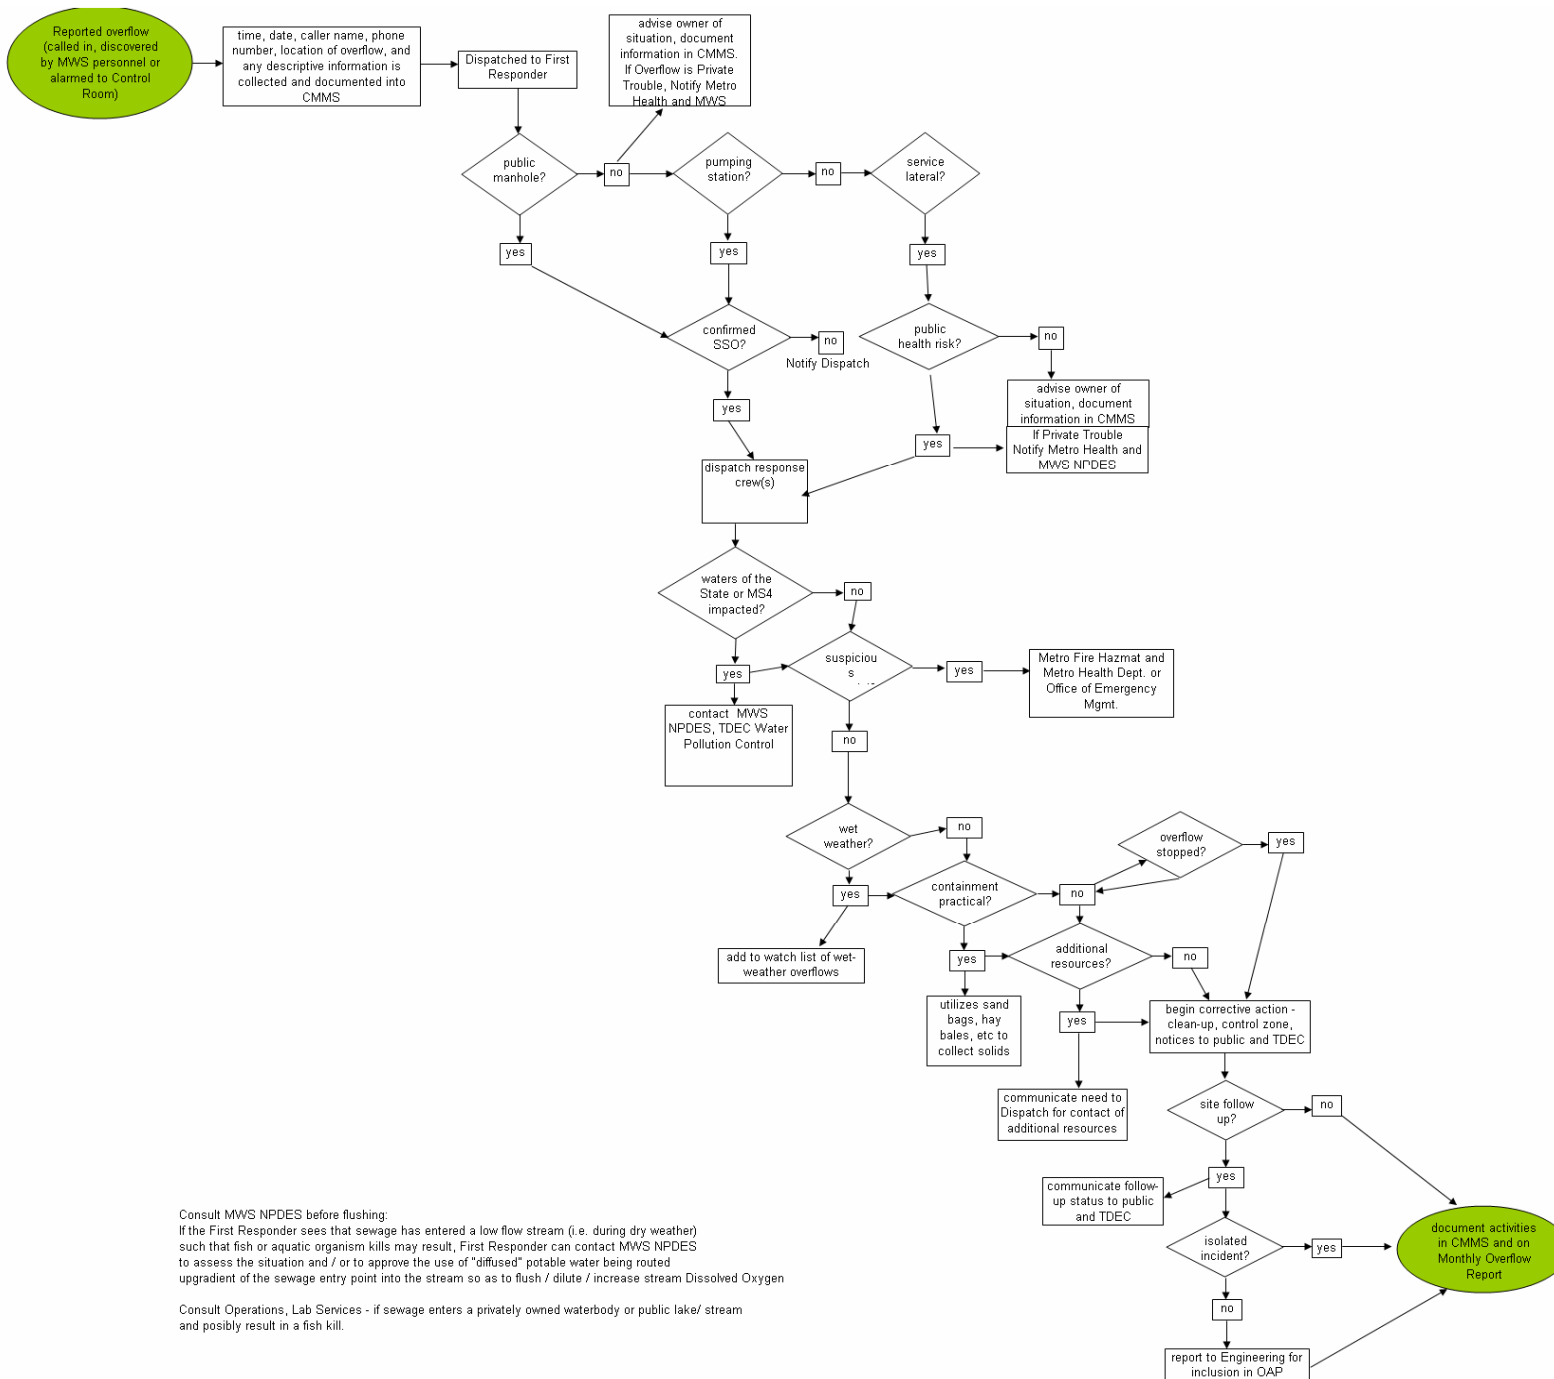 Reported overflow
(called in, discovered
by MWS personnel or
alarmed to Control
Room)
time, date, caller name, phone
number, location of overflow, and
any descriptive information is
collected and documented into
CMMS
Dispatched to First
Responder
advise owner of
situation, document
information in CMMS.
If Overflow is Private
Trouble, Notify Metro
Health and MWS
public
manhole?
no
pumping
station?
no
service
lateral?
yes
yes
yes
confirmed
SSO?
no
Notify Dispatch
public
health risk?
no
advise owner of
situation, document
information in CMMS
yes
yes
If Private Trouble
Notify Metro Health and
MWS NPDES
dispatch response
crew(s)
waters of the
State or MS4
impacted?
no
yes
suspiciou
s
yes
Metro Fire Hazmat and
Metro Health Dept. or
Office of Emergency
Mgmt.
contact MWS
NPDES, TDEC Water
Pollution Control
no
wet
weather?
no
overflow
stopped?
yes
yes
containment
practical?
no
add to watch list of wet-
weather overflows
yes
additional
resources?
no
utilizes sand
bags, hay
bales, etc to
collect solids
yes
begin corrective action -
clean-up, control zone,
notices to public and TDEC
communicate need to
Dispatch for contact of
additional resources
site follow
up?
no
yes
communicate follow-
up status to public
and TDEC
isolated
incident?
yes
document activities
in CMMS and on
Monthly Overflow
Report
no
report to Engineering for
inclusion in OAP
Consult MWS NPDES before flushing:
If the First Responder sees that sewage has entered a low flow stream (i.e. during dry weather)
such that fish or aquatic organism kills may result, First Responder can contact MWS NPDES
to assess the situation and / or to approve the use of "diffused" potable water being routed
upgradient of the sewage entry point into the stream so as to flush / dilute / increase stream Dissolved Oxygen
Consult Operations, Lab Services - if sewage enters a privately owned waterbody or public lake/ stream
and posibly result in a fish kill.